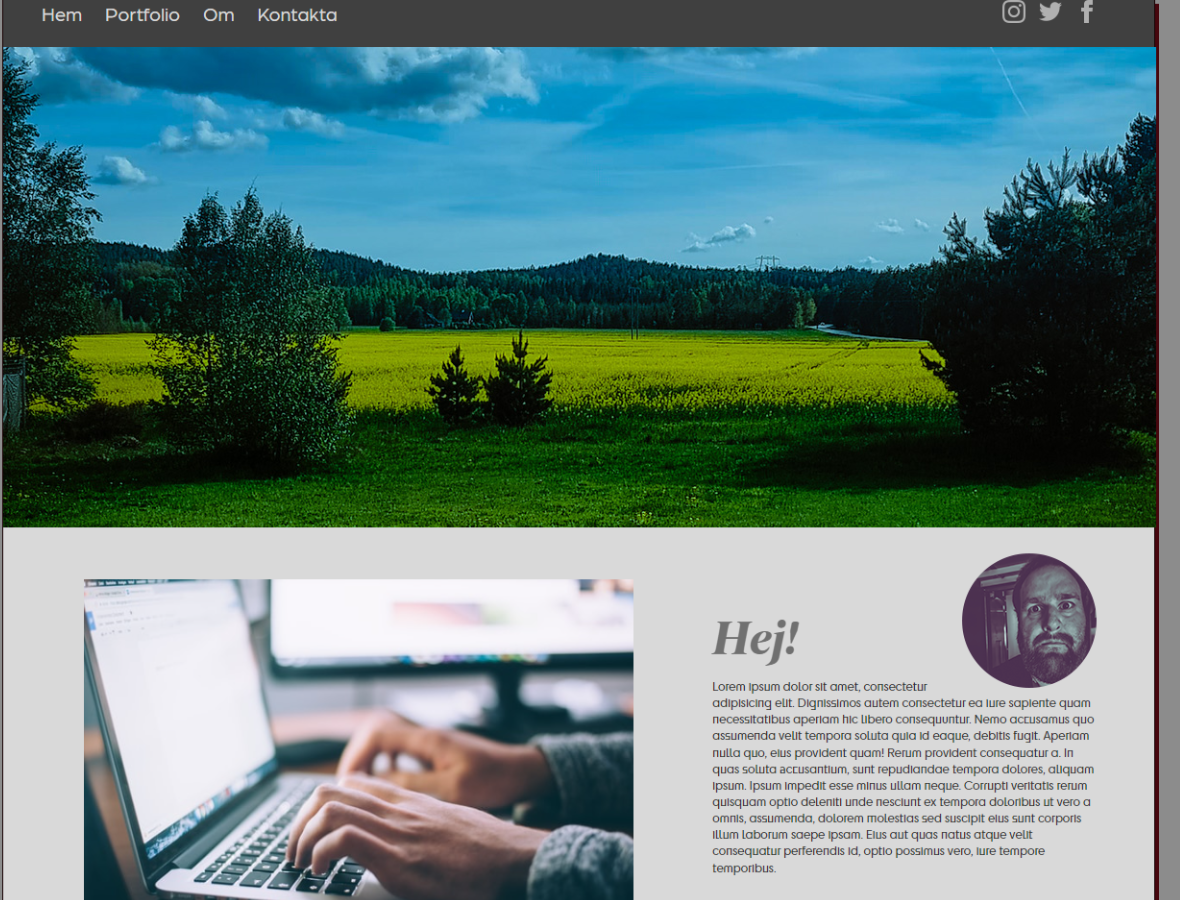 Hem Portfolio Om Kontakta
Hej!
Lorem ipsum dolor sit amet, consectetur
adipisicing elit. Dignissimos autem consectetur ea iure sapiente quam
necessitatibus aperiam hic libero consequuntur. Nemo accusamus quo
assumenda velit tempora soluta quia id eaque, debitis fugit. Aperiam
nulla quo, eius provident quam! Rerum provident consequatur a. In
quas soluta accusantium, sunt repudiandae tempora dolores, aliquam
ipsum. Ipsum impedit esse minus ullam neque. Corrupti veritatis rerum
quisquam optio deleniti unde nesciunt ex tempora doloribus ut vero a
omnis, assumenda, dolorem molestias sed suscipit eius sunt corporis
illum laborum saepe ipsam. Eius aut quas natus atque velit
consequatur perferendis id, optio possimus vero, iure tempore
temporibus.